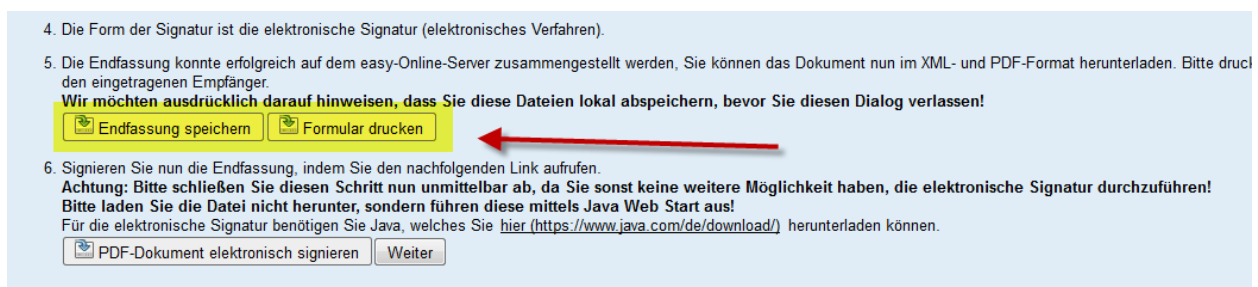 4. Die Form der Signatur ist die elektronische Signatur (elektronisches Verfahren).
5. Die Endfassung konnte erfolgreich auf dem easy-Online-Server zusammengestellt werden, Sie können das Dokument nun im XML- und PDF-Format herunterladen. Bitte druc
den eingetragenen Empfänger.
Wir möchten ausdrücklich darauf hinweisen, dass Sie diese Dateien lokal abspeichern, bevor Sie diesen Dialog verlassen!
Endfassung speichern Formular drucken
6. Signieren Sie nun die Endfassung, indem Sie den nachfolgenden Link aufrufen.
Achtung: Bitte schließen Sie diesen Schritt nun unmittelbar ab, da Sie sonst keine weitere Möglichkeit haben, die elektronische Signatur durchzuführen!
Bitte laden Sie die Datei nicht herunter, sondern führen diese mittels Java Web Start aus!
Für die elektronische Signatur benötigen Sie Java, welches Sie hier (https://www.java.com/de/download/) herunterladen können.
PDF-Dokument elektronisch signieren Weiter